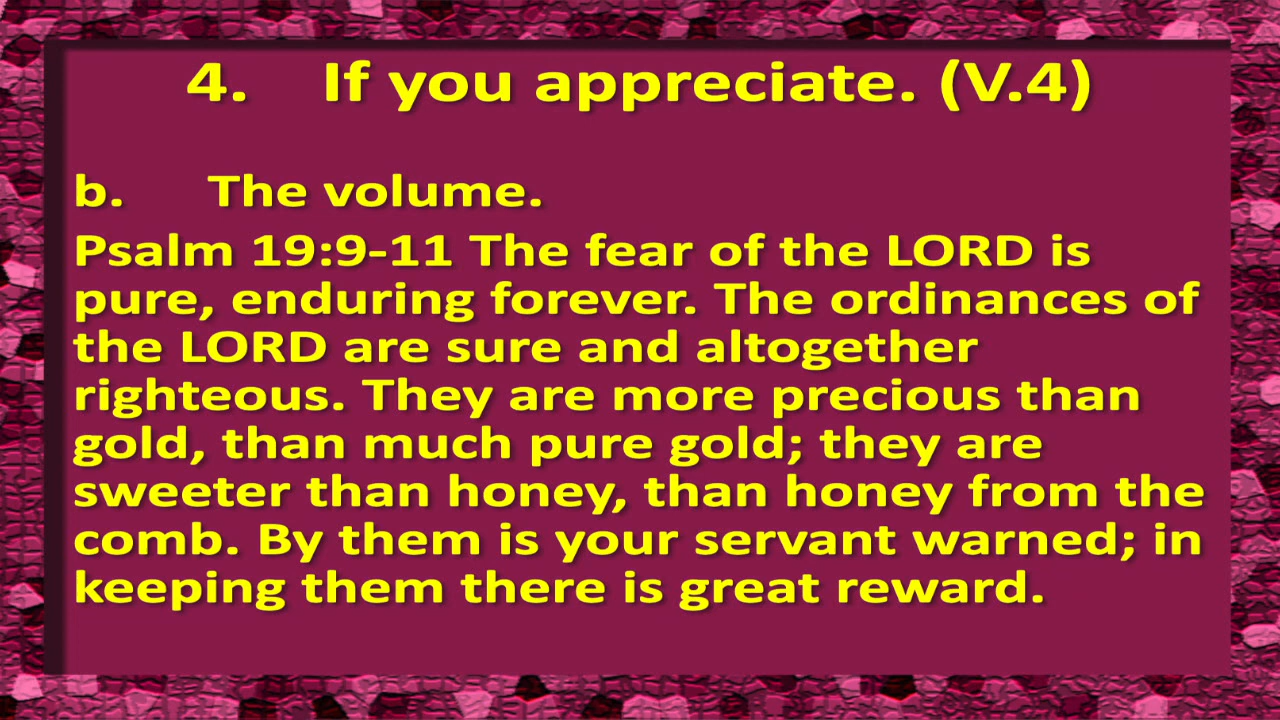 4. If you appreciate. (V.4)
b. The volume.
Psalm 19:9-11 The fear of the LORD is
pure, enduring forever. The ordinances of
the LORD are sure and altogether
righteous. They are more precious than
gold, than much pure gold; they are
sweeter than honey, than honey from the
comb. By them is your servant warned; in
keeping them there is great reward.